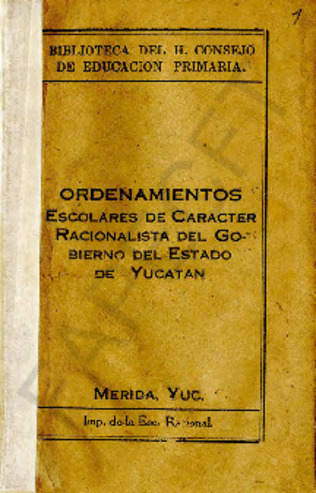 1
BIBLIOTECA DEL H. CONSEJO
DE EDUCACION PRIMARIA.
ORDENAMIENTOS
ESCOLARES DE CARACTER
RACIONALISTA DEL GO-
BIERNO DEL ESTADO
DE YUCATAN
MERIDA, YUC.
Imp. de la Esc.